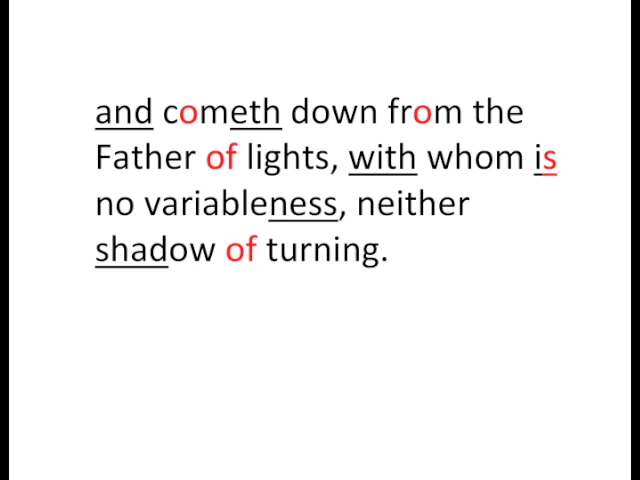 and cometh down from the
Father of lights, with whom is
no variableness, neither
shadow of turning.